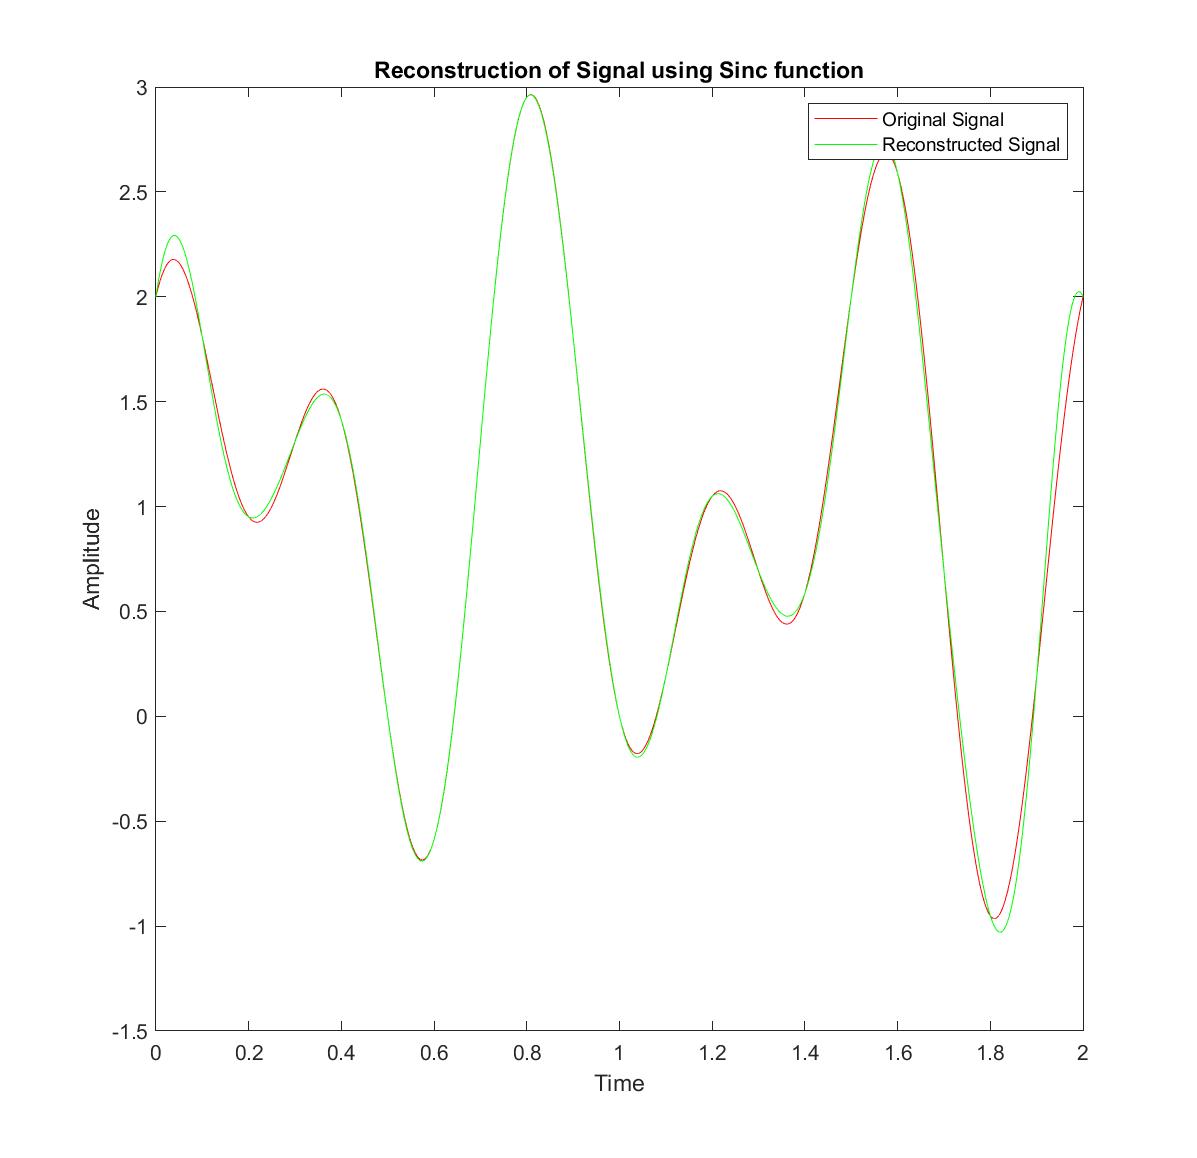 Reconstruction of Signal using Sinc function
Original Signal
Reconstructed Signal
3
2.5
2
1.5
1
0.5
0
-0.5
-1
-1.5
Amplitude
0 0.2 0.4 0.6 0.8 1 1.2 1.4 1.6 1.8 2
Time